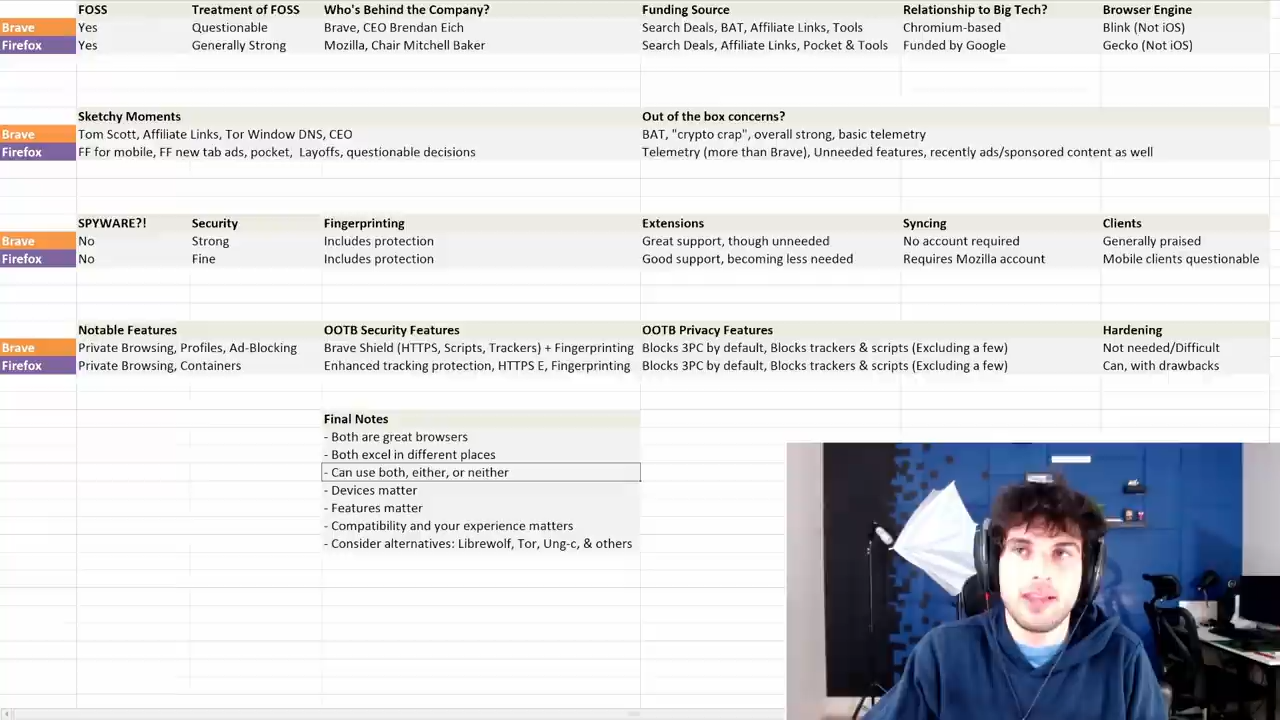 FOSS Treatment of FOSS Who's Behind the Company? Funding Source Relationship to Big Tech? Browser Engine
Brave Yes Questionable Brave, CEO Brendan Eich Search Deals, BAT, Affiliate Links, Tools Chromium-based Blink (Not iOS)
Firefox Yes Generally Strong Mozilla, Chair Mitchell Baker Search Deals, Affiliate Links, Pocket & Tools Funded by Google Gecko (Not iOS)
Sketchy Moments Out of the box concerns?
Brave Tom Scott, Affiliate Links, Tor Window DNS, CEO BAT, "crypto crap", overall strong, basic telemetry
Firefox FF for mobile, FF new tab ads, pocket, Layoffs, questionable decisions Telemetry (more than Brave), Unneeded features, recently ads/sponsored content as well
SPYWARE?! Security Fingerprinting Extensions Syncing Clients
Brave No Strong Includes protection Great support, though unneeded No account required Generally praised
Firefox No Fine Includes protection Good support, becoming less needed Requires Mozilla account Mobile clients questionable
Notable Features OOTB Security Features OOTB Privacy Features Hardening
Brave Private Browsing, Profiles, Ad-Blocking Brave Shield (HTTPS, Scripts, Trackers) + Fingerprinting Blocks 3PC by default, Blocks trackers & scripts (Excluding a few) Not needed/Difficult
Firefox Private Browsing, Containers Enhanced tracking protection, HTTPS E, Fingerprinting Blocks 3PC by default, Blocks trackers & scripts (Excluding a few) Can, with drawbacks
Final Notes
- Both are great browsers
- Both excel in different places
- Can use both, either, or neither
- Devices matter
- Features matter
- Compatibility and your experience matters
- Consider alternatives: Librewolf, Tor, Ung-c, & others